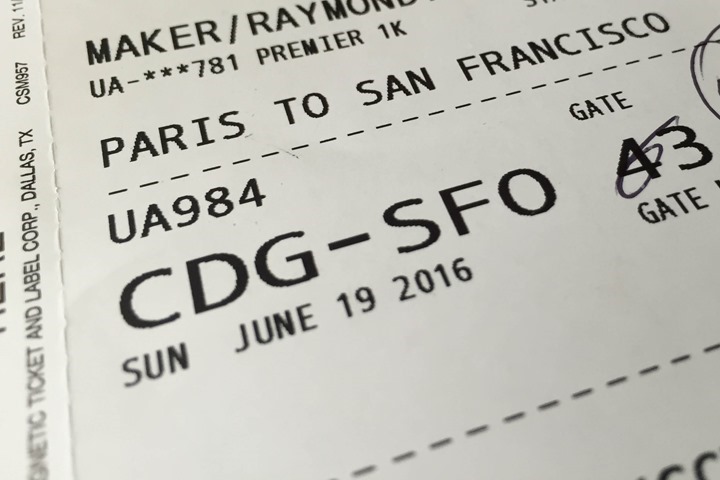 MAKER/RAYMOND
UA-***781 PREMIER 1K
PARIS TO SAN FRANCISCO
GATE
UA984
43
CDG-SFO
GATE
SUN JUNE 19 2016
GNETIC TICKET AND LABEL CORP., DALLAS, TX CSM957 REV. 11